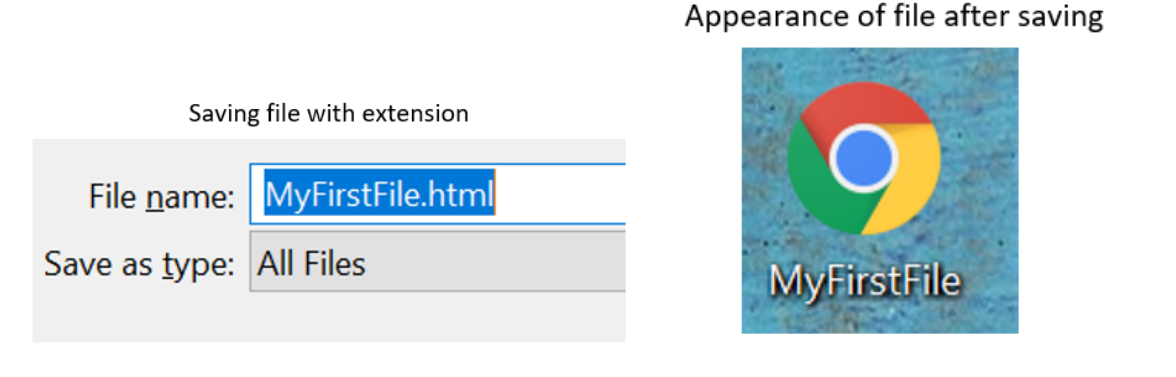 Appearance of file after saving
Saving file with extension
File name: MyFirstFile.html
Save as type: All Files
MyFirstFile